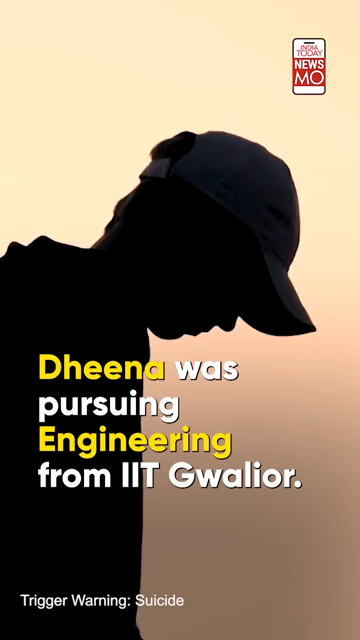 INDIA
TODAY
NEWS
MO
Dheena was
pursuing
Engineering
from IIT Gwalior.
Trigger Warning: Suicide